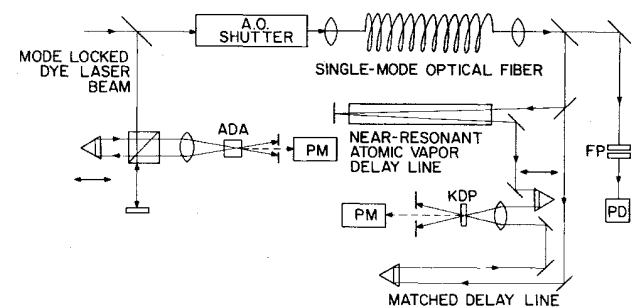 A.O.
SHUTTER
MODE LOCKED
DYE LASER
BEAM
SINGLE-MODE OPTICAL FIBER
ADA
PM
NEAR-RESONANT
ATOMIC VAPOR
DELAY LINE
FP
PD
KDP
PM
MATCHED DELAY LINE